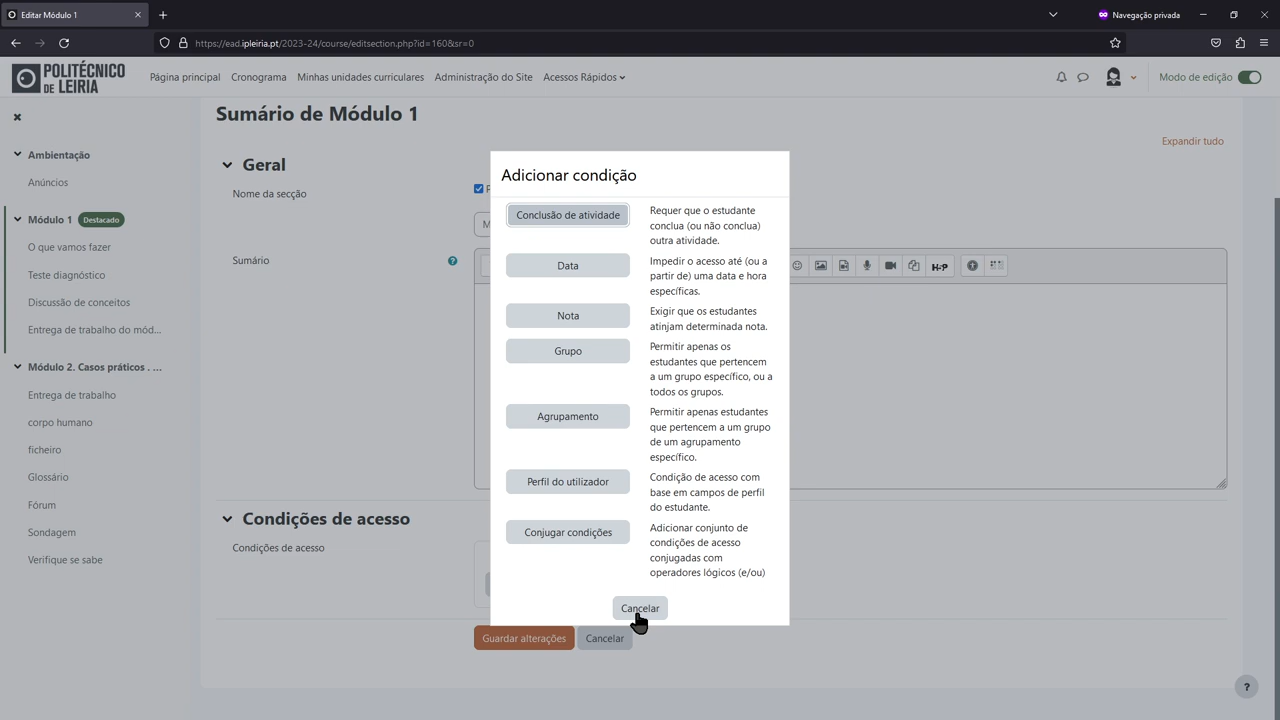 Editar Módulo 1
Navegação privada
https://ead.ipleiria.pt/2023-24/course/editsection.php?id=160&sr=0
POLITÉCNICO
DE LEIRIA
Página principal
Cronograma
Minhas unidades curriculares
Administração do Site
Acessos Rápidos
Modo de edição
Sumário de Módulo 1
Expandir tudo
Ambientação
Anúncios
Módulo 1
Destacado
O que vamos fazer
Teste diagnóstico
Discussão de conceitos
Entrega de trabalho do mód...
Módulo 2. Casos práticos . ...
Entrega de trabalho
corpo humano
ficheiro
Glossário
Fórum
Sondagem
Verifique se sabe
Geral
Nome da secção
Sumário
H-P
Condições de acesso
Condições de acesso
Guardar alterações
Cancelar
?
Adicionar condição
Conclusão de atividade
Requer que o estudante
conclua (ou não conclua)
outra atividade.
Data
Impedir o acesso até (ou a
partir de) uma data e hora
específicas.
Nota
Exigir que os estudantes
atinjam determinada nota.
Grupo
Permitir apenas os
estudantes que pertencem
a um grupo específico, ou a
todos os grupos.
Agrupamento
Permitir apenas estudantes
que pertencem a um grupo
de um agrupamento
específico.
Perfil do utilizador
Condição de acesso com
base em campos de perfil
do estudante.
Conjugar condições
Adicionar conjunto de
condições de acesso
conjugadas com
operadores lógicos (e/ou)
Cancelar